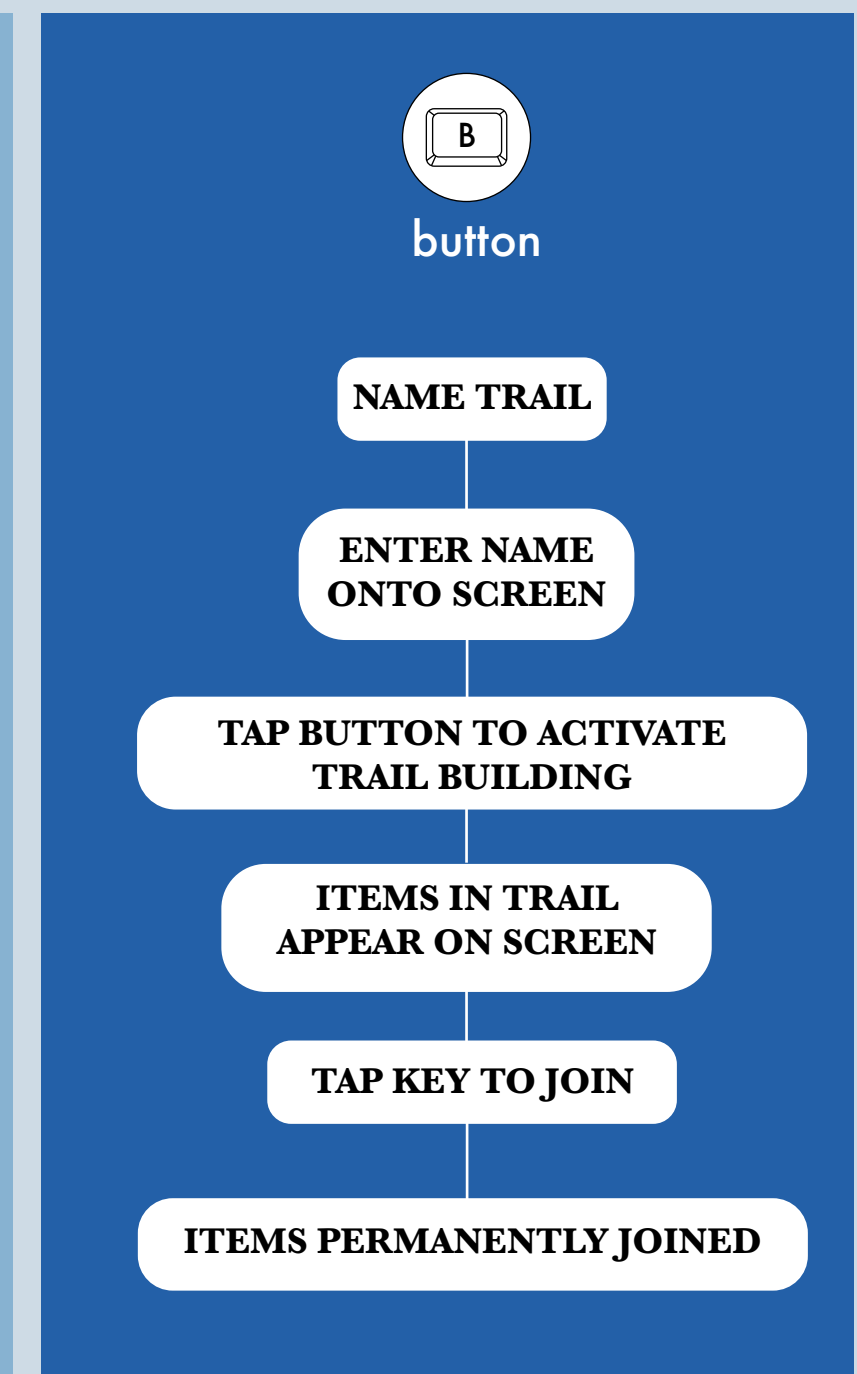 B
button
NAME TRAIL
ENTER NAME
ONTO SCREEN
TAP BUTTON TO ACTIVATE
TRAIL BUILDING
ITEMS IN TRAIL
APPEAR ON SCREEN
TAP KEY TO JOIN
ITEMS PERMANENTLY JOINED